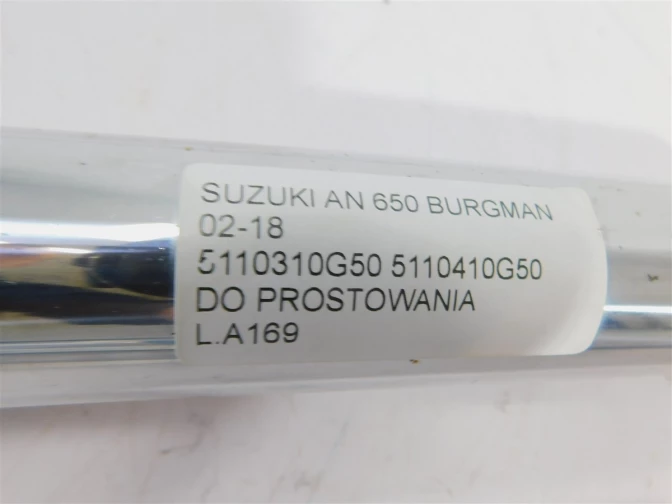 SUZUKI AN 650 BURGMAN
02-18
5110310G50 5110410G50
DO PROSTOWANIA
L.A169